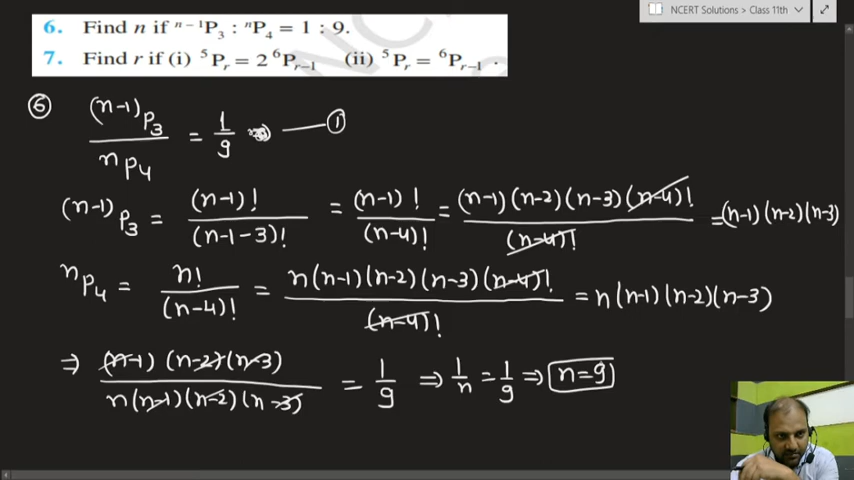 NCERT Solutions > Class 11th
6. Find n if ⁿ⁻¹P₃ : ⁿP₄ = 1 : 9.
7. Find r if (i) ⁵Pᵣ = 2 ⁶Pᵣ₋₁ (ii) ⁵Pᵣ = ⁶Pᵣ₋₁ .
⑥ (n-1)P₃ / nP₄ = 1/9 — ①
(n-1)P₃ = (n-1)! / (n-1-3)! = (n-1)! / (n-4)! = (n-1)(n-2)(n-3)(n-4)! / (n-4)! = (n-1)(n-2)(n-3)
nP₄ = n! / (n-4)! = n(n-1)(n-2)(n-3)(n-4)! / (n-4)! = n(n-1)(n-2)(n-3)
⇒ (n-1)(n-2)(n-3) / n(n-1)(n-2)(n-3) = 1/9 ⇒ 1/n = 1/9 ⇒ n=9